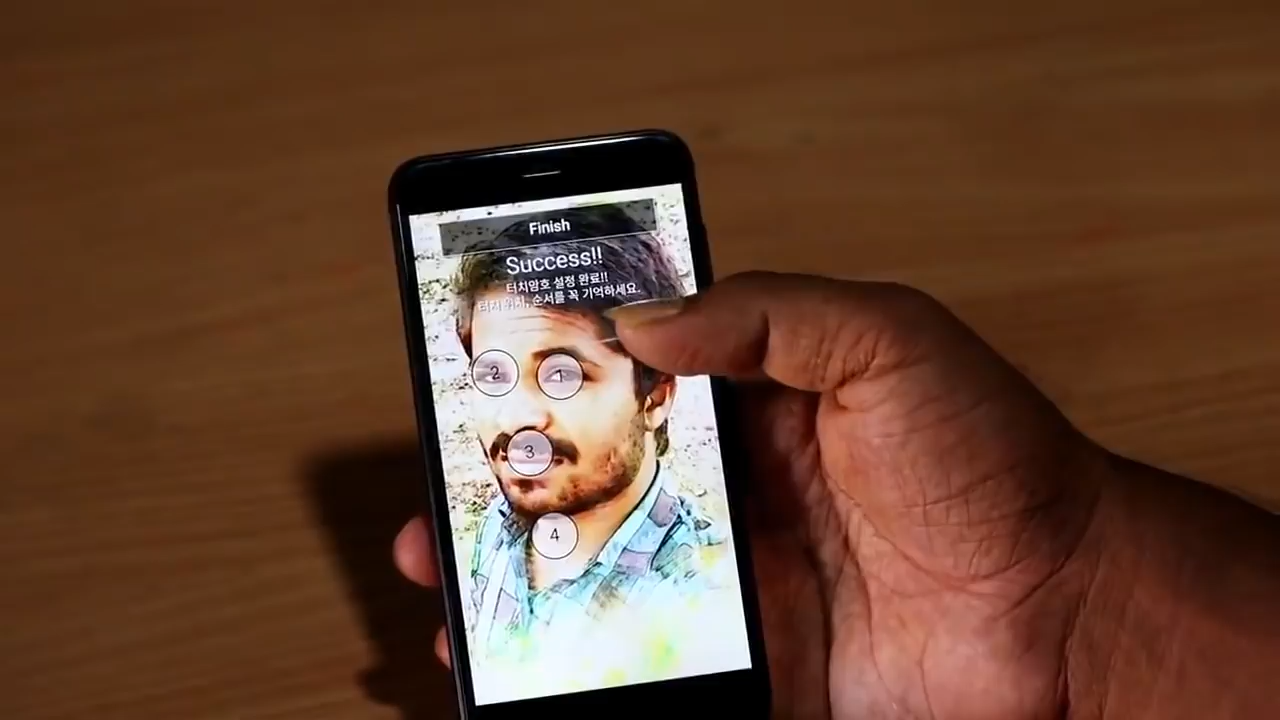 Finish
Success!!
터치암호 설정 완료!!
터치 위치, 순서를 꼭 기억하세요.
2 1
3
4